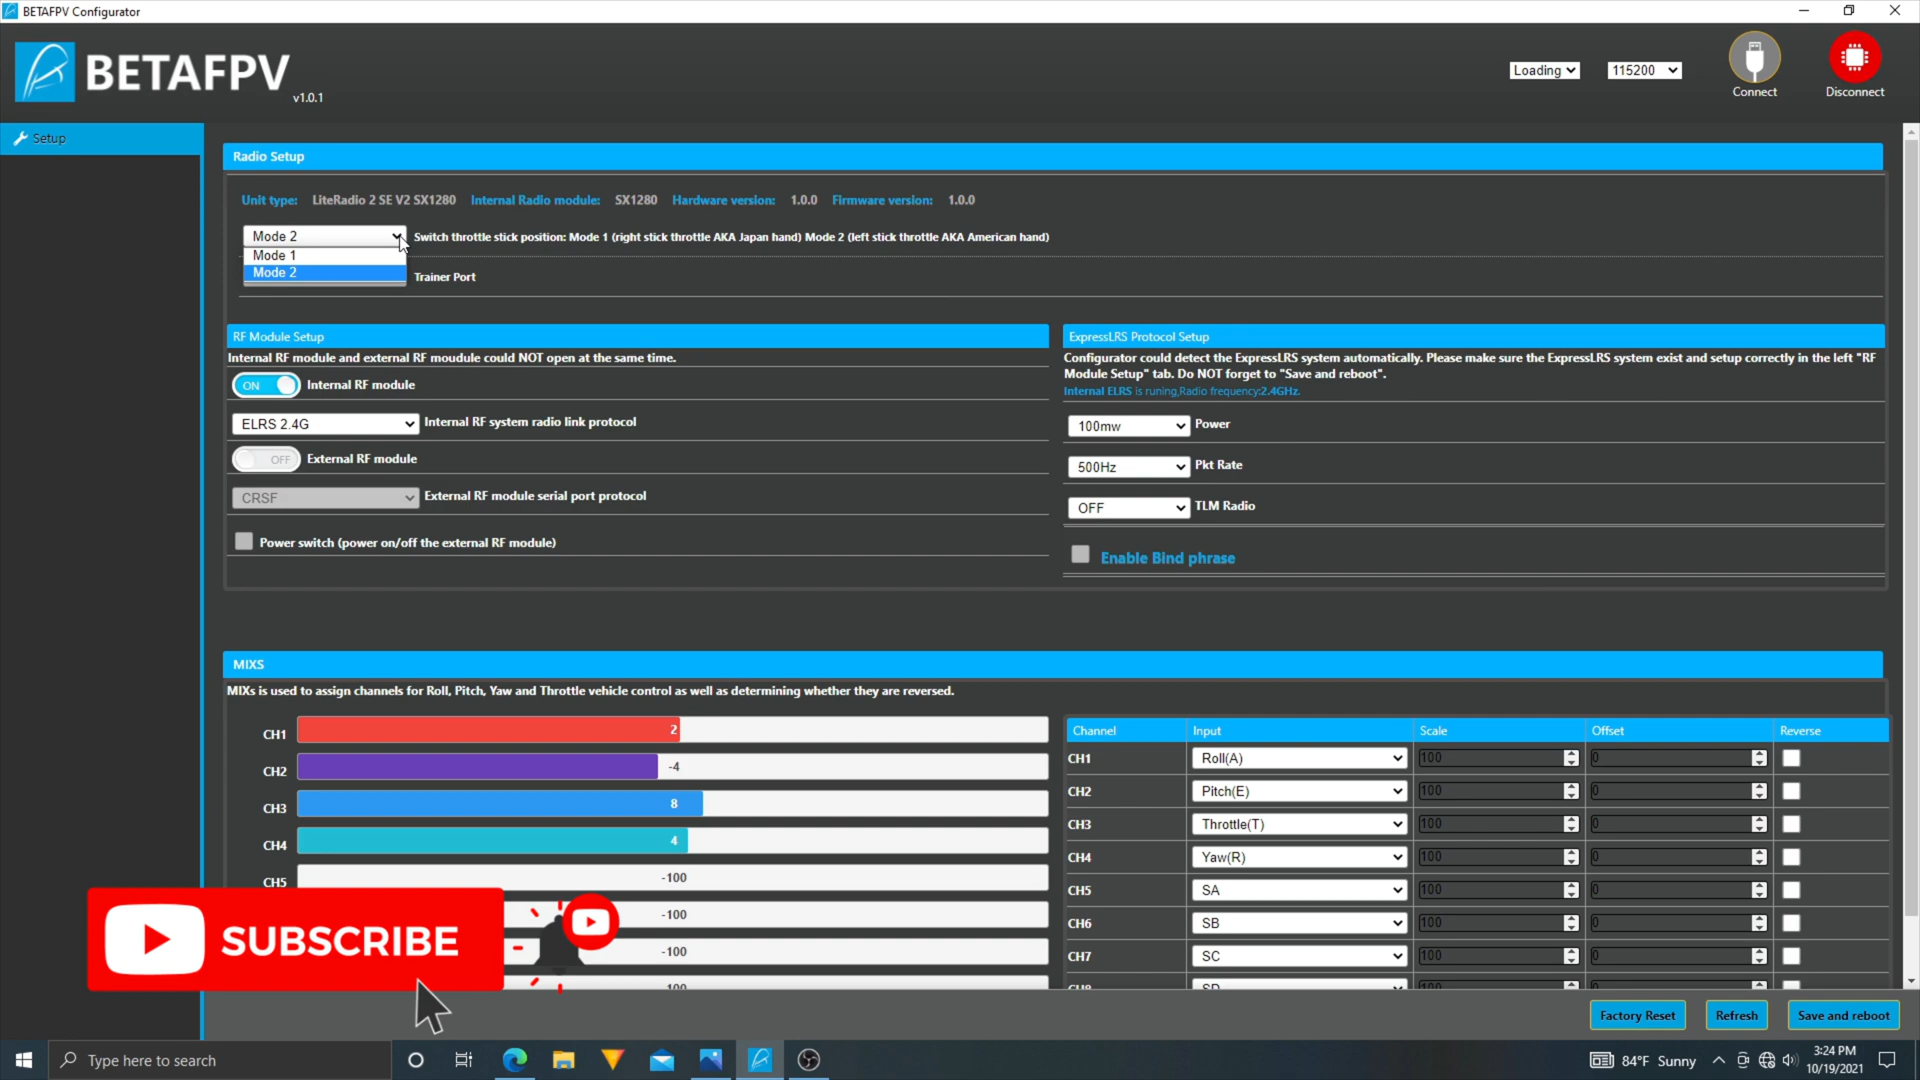 BETAFPV Configurator
BETAFPV
v1.0.1
Loading
115200
Connect
Disconnect
Setup
Radio Setup
Unit type: LiteRadio 2 SE V2 SX1280 Internal Radio module: SX1280 Hardware version: 1.0.0 Firmware version: 1.0.0
Mode 2
Switch throttle stick position: Mode 1 (right stick throttle AKA Japan hand) Mode 2 (left stick throttle AKA American hand)
Mode 1
Mode 2
Trainer Port
RF Module Setup
Internal RF module and external RF moudule could NOT open at the same time.
ON Internal RF module
ELRS 2.4G Internal RF system radio link protocol
OFF External RF module
CRSF External RF module serial port protocol
Power switch (power on/off the external RF module)
ExpressLRS Protocol Setup
Configurator could detect the ExpressLRS system automatically. Please make sure the ExpressLRS system exist and setup correctly in the left "RF
Module Setup" tab. Do NOT forget to "Save and reboot".
Internal ELRS is runing,Radio frequency:2.4GHz.
100mw Power
500Hz Pkt Rate
OFF TLM Radio
Enable Bind phrase
MIXS
MIXs is used to assign channels for Roll, Pitch, Yaw and Throttle vehicle control as well as determining whether they are reversed.
CH1 2
CH2 -4
CH3 8
CH4 4
CH5 -100
-100
-100
-100
Channel Input Scale Offset Reverse
CH1 Roll(A) 100 0
CH2 Pitch(E) 100 0
CH3 Throttle(T) 100 0
CH4 Yaw(R) 100 0
CH5 SA 100 0
CH6 SB 100 0
CH7 SC 100 0
CH8 SD 100 0
SUBSCRIBE
Factory Reset
Refresh
Save and reboot
Type here to search
84°F Sunny
3:24 PM
10/19/2021